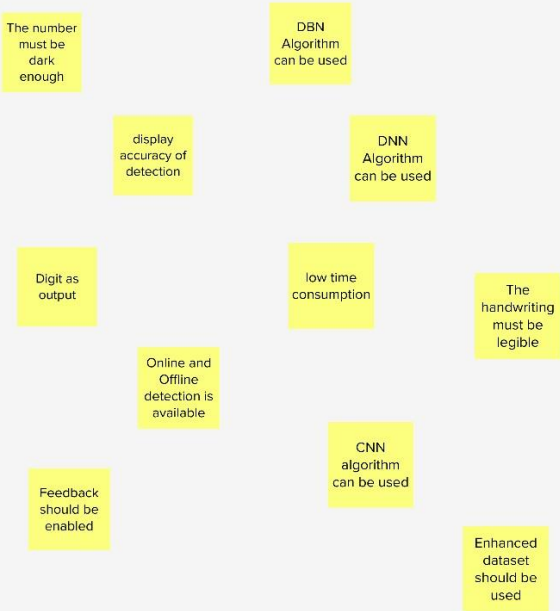 The number
must be
dark
enough
DBN
Algorithm
can be used
display
accuracy of
detection
DNN
Algorithm
can be used
Digit as
output
low time
consumption
The
handwriting
must be
legible
Online and
Offline
detection is
available
CNN
algorithm
can be used
Feedback
should be
enabled
Enhanced
dataset
should be
used